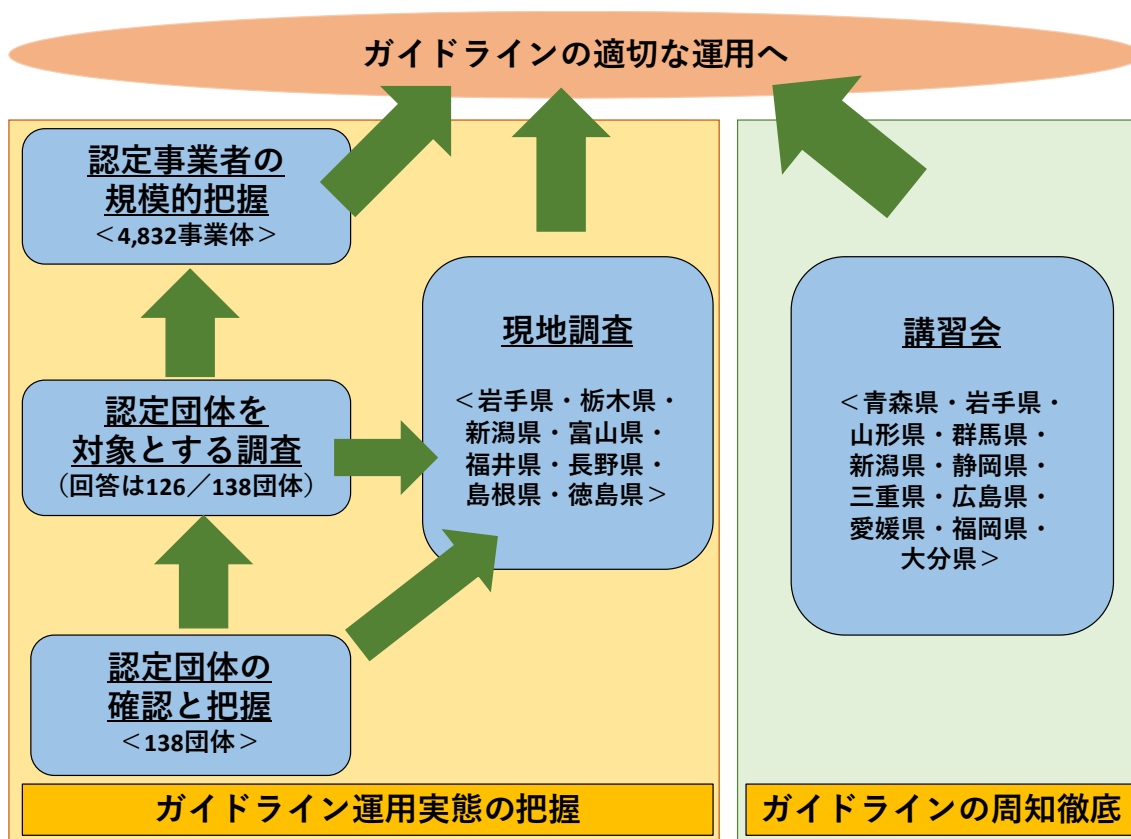 ガイドラインの適切な運用へ
認定事業者の
規模的把握
＜4,832事業体＞
認定団体を
対象とする調査
（回答は126／138団体）
認定団体の
確認と把握
＜138団体＞
現地調査
＜岩手県・栃木県・
新潟県・富山県・
福井県・長野県・
島根県・徳島県＞
ガイドライン運用実態の把握
講習会
＜青森県・岩手県・
山形県・群馬県・
新潟県・静岡県・
三重県・広島県・
愛媛県・福岡県・
大分県＞
ガイドラインの周知徹底